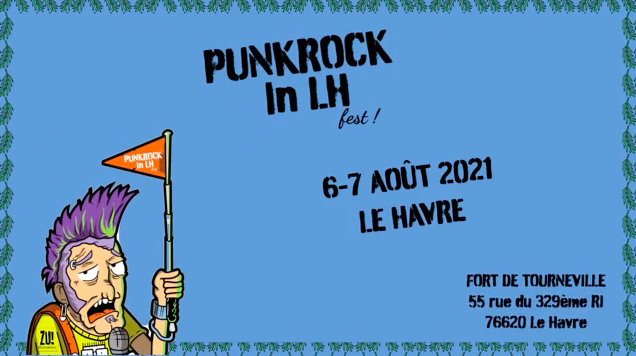 PUNKROCK
In LH
fest !
6-7 AOÛT 2021
LE HAVRE
PUNKROCK
in LH
FORT DE TOURNEVILLE
55 rue du 329ème RI
76620 Le Havre
ZU!